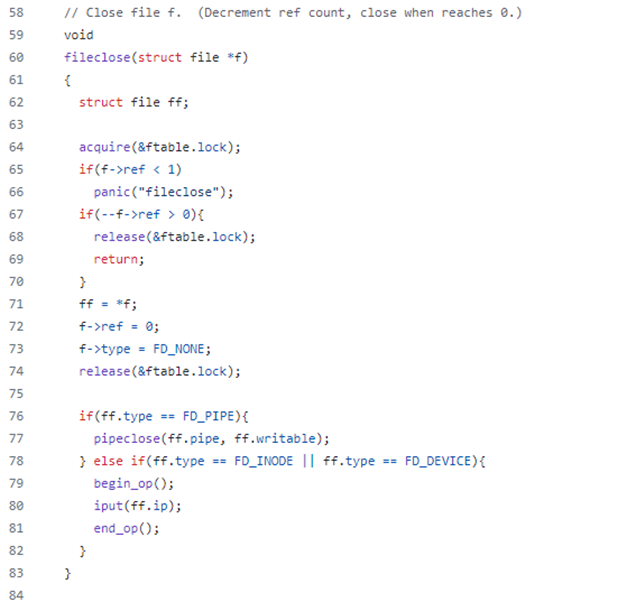 58 // Close file f.  (Decrement ref count, close when reaches 0.)
59 void
60 fileclose(struct file *f)
61 {
62   struct file ff;
63
64   acquire(&ftable.lock);
65   if(f->ref < 1)
66     panic("fileclose");
67   if(--f->ref > 0){
68     release(&ftable.lock);
69     return;
70   }
71   ff = *f;
72   f->ref = 0;
73   f->type = FD_NONE;
74   release(&ftable.lock);
75
76   if(ff.type == FD_PIPE){
77     pipeclose(ff.pipe, ff.writable);
78   } else if(ff.type == FD_INODE || ff.type == FD_DEVICE){
79     begin_op();
80     iput(ff.ip);
81     end_op();
82   }
83 }
84